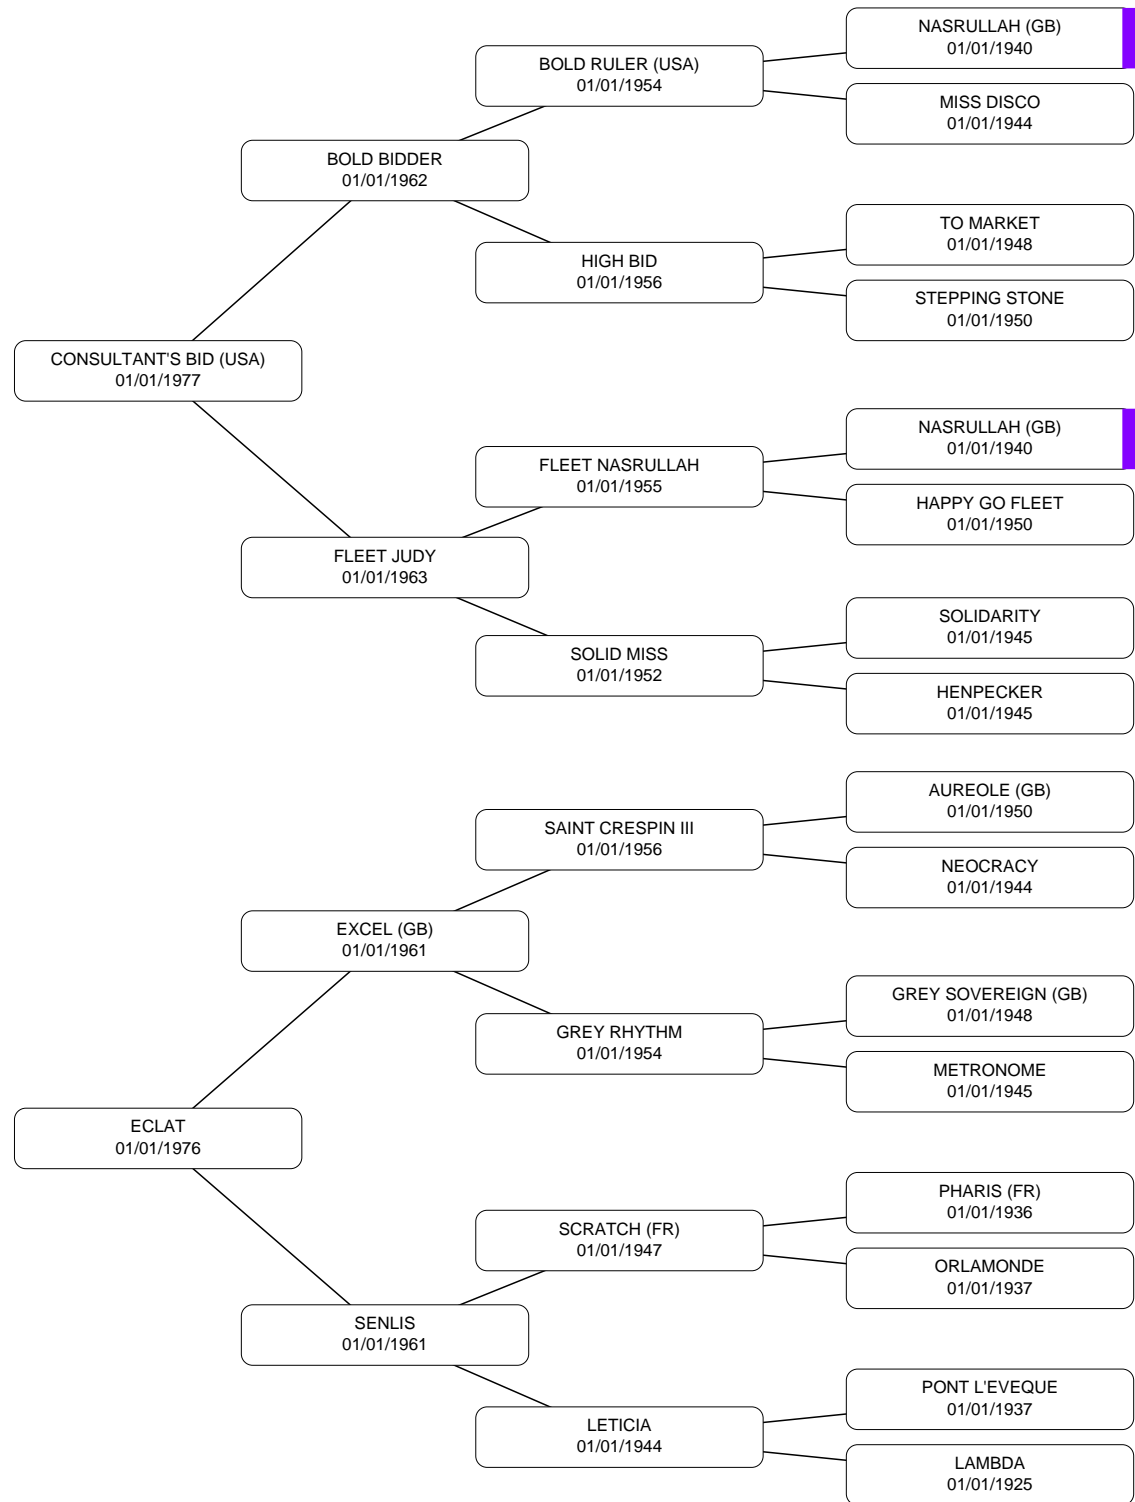 NASRULLAH (GB)
01/01/1940
BOLD RULER (USA)
01/01/1954
MISS DISCO
01/01/1944
BOLD BIDDER
01/01/1962
TO MARKET
01/01/1948
HIGH BID
01/01/1956
STEPPING STONE
01/01/1950
CONSULTANT'S BID (USA)
01/01/1977
NASRULLAH (GB)
01/01/1940
FLEET NASRULLAH
01/01/1955
HAPPY GO FLEET
01/01/1950
FLEET JUDY
01/01/1963
SOLIDARITY
01/01/1945
SOLID MISS
01/01/1952
HENPECKER
01/01/1945
AUREOLE (GB)
01/01/1950
SAINT CRESPIN III
01/01/1956
NEOCRACY
01/01/1944
EXCEL (GB)
01/01/1961
GREY SOVEREIGN (GB)
01/01/1948
GREY RHYTHM
01/01/1954
METRONOME
01/01/1945
ECLAT
01/01/1976
PHARIS (FR)
01/01/1936
SCRATCH (FR)
01/01/1947
ORLAMONDE
01/01/1937
SENLIS
01/01/1961
PONT L'EVEQUE
01/01/1937
LETICIA
01/01/1944
LAMBDA
01/01/1925